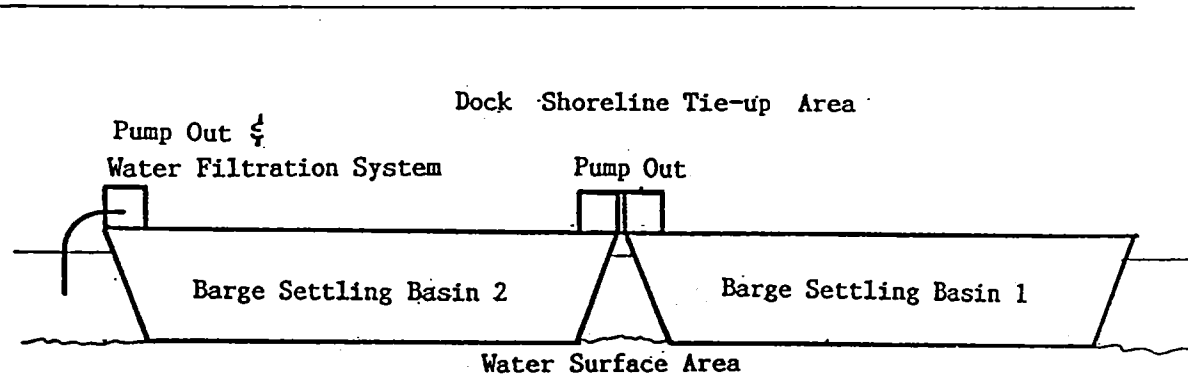 Dock Shoreline Tie-up Area
Pump Out &
Water Filtration System
Pump Out
Barge Settling Basin 2
Barge Settling Basin 1
Water Surface Area